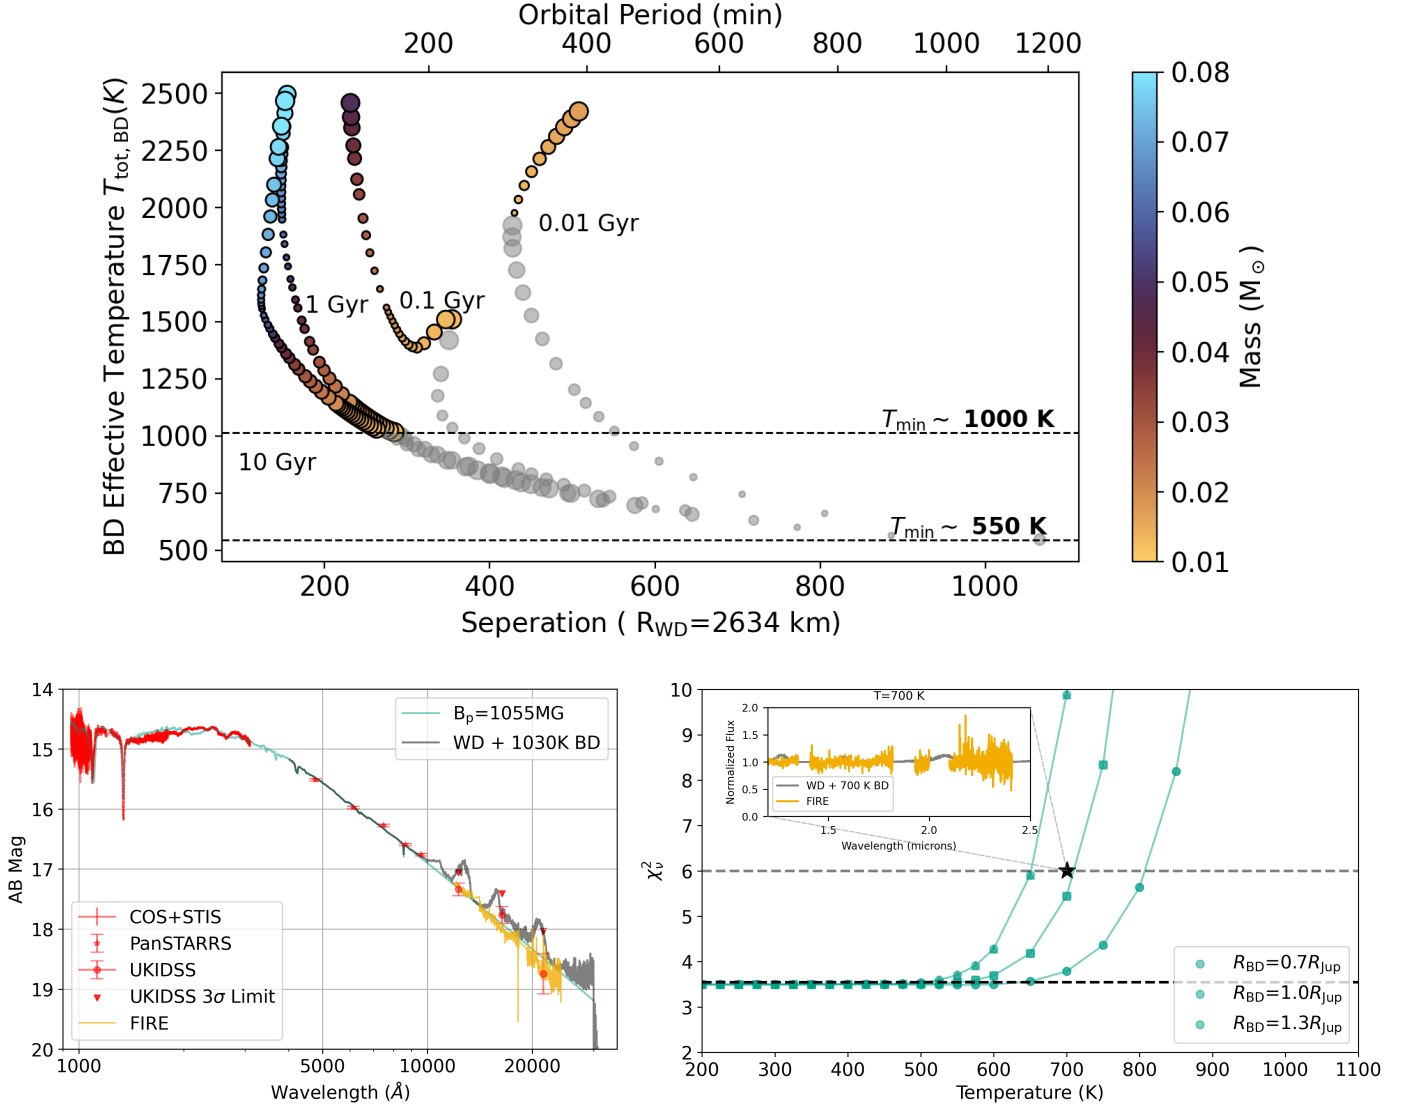 Orbital Period (min)
200 400 600 800 1000 1200
BD Effective Temperature T_tot, BD(K)
2500
2250
2000
1750
1500
1250
1000
750
500
0.01 Gyr
1 Gyr
0.1 Gyr
10 Gyr
T_min ~ 1000 K
T_min ~ 550 K
200 400 600 800 1000
Seperation ( R_WD=2634 km)
0.08
0.07
0.06
0.05
0.04
0.03
0.02
0.01
Mass (M_⊙)
AB Mag
14
15
16
17
18
19
20
B_p=1055MG
WD + 1030K BD
COS+STIS
PanSTARRS
UKIDSS
UKIDSS 3σ Limit
FIRE
1000 5000 10000 20000
Wavelength (Å)
χ²_ν
10
9
8
7
6
5
4
3
2
T=700 K
Normalized Flux
2.0
1.5
1.0
0.5
0.0
WD + 700 K BD
FIRE
1.5 2.0 2.5
Wavelength (microns)
R_BD=0.7R_Jup
R_BD=1.0R_Jup
R_BD=1.3R_Jup
200 300 400 500 600 700 800 900 1000 1100
Temperature (K)